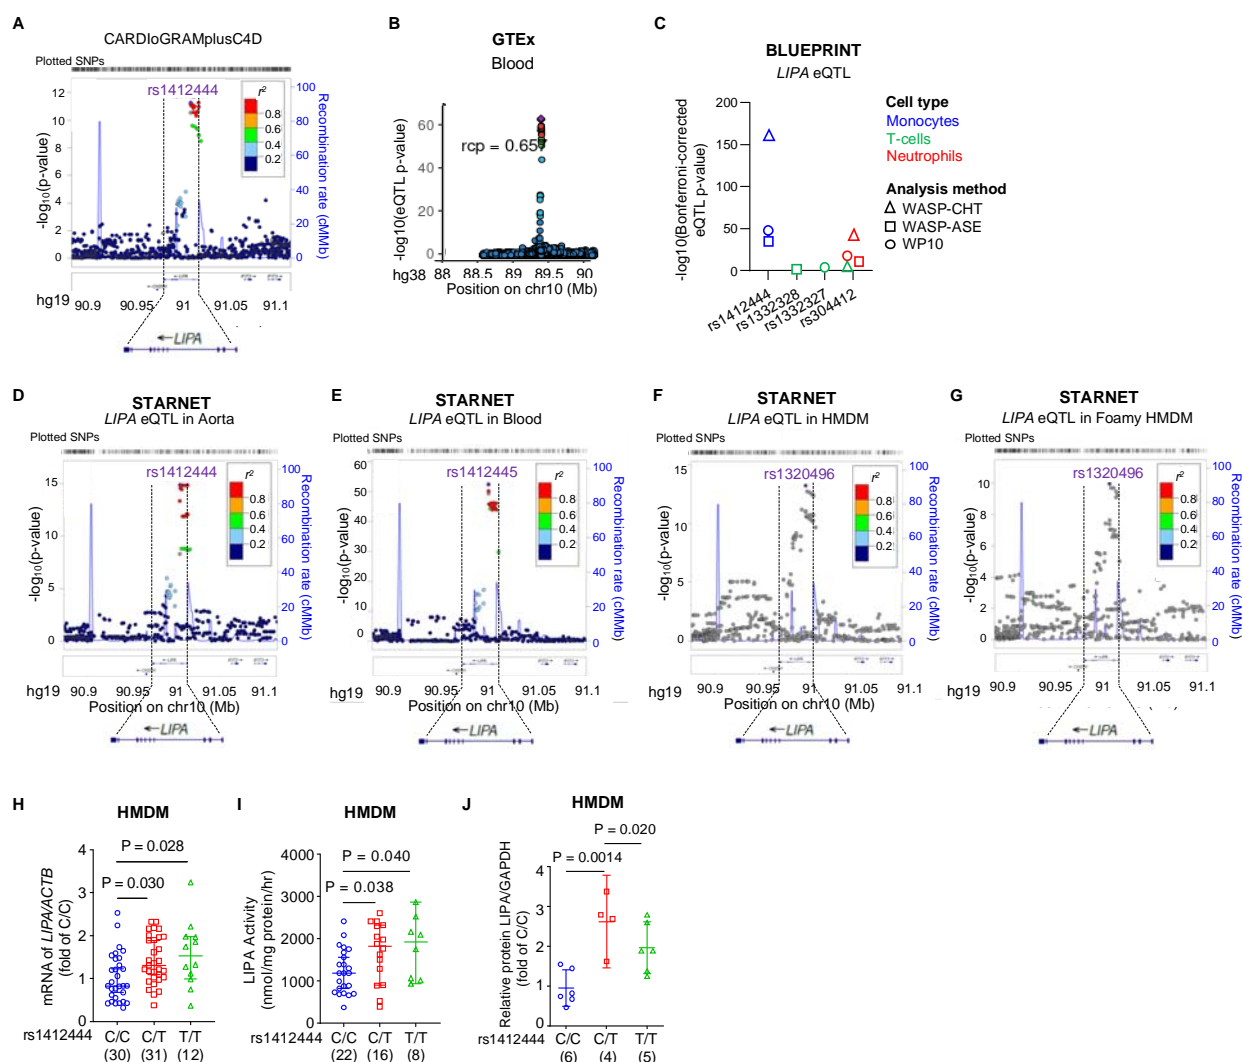 A
CARDIoGRAMplusC4D
Plotted SNPs
rs1412444
r2
0.8
0.6
0.4
0.2
12
10
8
6
4
2
0
-log10(p-value)
100
80
60
40
20
0
Recombination rate (cMMb)
LIPA
hg19
90.9
90.95
91
91.05
91.1
←LIPA
B
GTEx
Blood
rcp = 0.657
60
40
20
0
-log10(eQTL p-value)
hg38
88
88.5
89
89.5
90
Position on chr10 (Mb)
C
BLUEPRINT
LIPA eQTL
200
150
100
50
0
-log10(Bonferroni-corrected
eQTL p-value)
rs1412444
rs1332328
rs1332327
rs304412
Cell type
Monocytes
T-cells
Neutrophils
Analysis method
WASP-CHT
WASP-ASE
WP10
D
STARNET
LIPA eQTL in Aorta
Plotted SNPs
rs1412444
r2
0.8
0.6
0.4
0.2
15
10
5
0
-log10(p-value)
100
80
60
40
20
0
Recombination rate (cMMb)
hg19
90.9
90.95
91
91.05
91.1
Position on chr10 (Mb)
←LIPA
E
STARNET
LIPA eQTL in Blood
Plotted SNPs
rs1412445
r2
0.8
0.6
0.4
0.2
60
50
40
30
20
10
0
-log10(p-value)
100
80
60
40
20
0
Recombination rate (cMMb)
hg19
90.9
90.95
91
91.05
91.1
Position on chr10 (Mb)
←LIPA
F
STARNET
LIPA eQTL in HMDM
Plotted SNPs
rs1320496
r2
0.8
0.6
0.4
0.2
15
10
5
0
-log10(p-value)
100
80
60
40
20
0
Recombination rate (cMMb)
hg19
90.9
90.95
91
91.05
91.1
Position on chr10 (Mb)
←LIPA
G
STARNET
LIPA eQTL in Foamy HMDM
Plotted SNPs
rs1320496
r2
0.8
0.6
0.4
0.2
10
8
6
4
2
0
-log10(p-value)
100
80
60
40
20
0
Recombination rate (cMMb)
hg19
90.9
90.95
91
91.05
91.1
←LIPA
H
HMDM
P = 0.028
P = 0.030
4
3
2
1
0
mRNA of LIPA/ACTB
(fold of C/C)
rs1412444
C/C
C/T
T/T
(30)
(31)
(12)
I
HMDM
P = 0.040
P = 0.038
4000
3000
2000
1000
0
LIPA Activity
(nmol/mg protein/hr)
rs1412444
C/C
C/T
T/T
(22)
(16)
(8)
J
HMDM
P = 0.020
P = 0.0014
4
3
2
1
0
Relative protein LIPA/GAPDH
(fold of C/C)
rs1412444
C/C
C/T
T/T
(6)
(4)
(5)